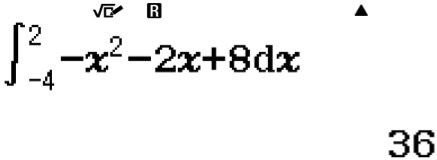 √□ R ▲
∫₋₄² −x²−2x+8dx
36